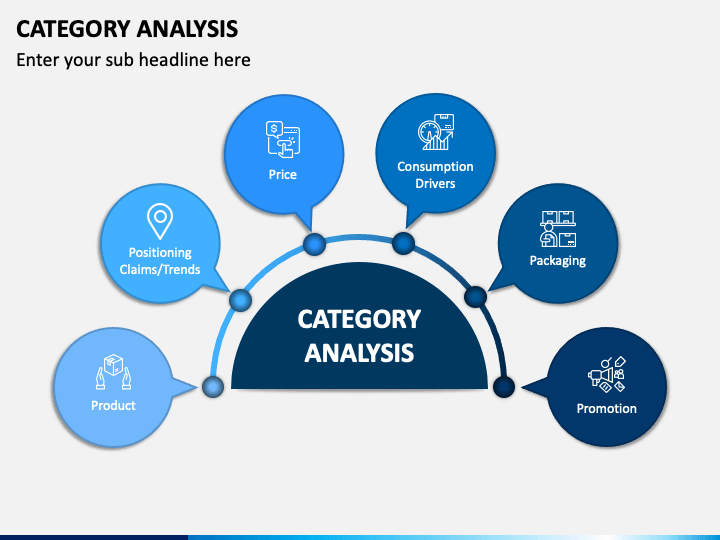 CATEGORY ANALYSIS
Enter your sub headline here
$
Price
Consumption
Drivers
Positioning
Claims/Trends
Packaging
CATEGORY
ANALYSIS
Product
Promotion